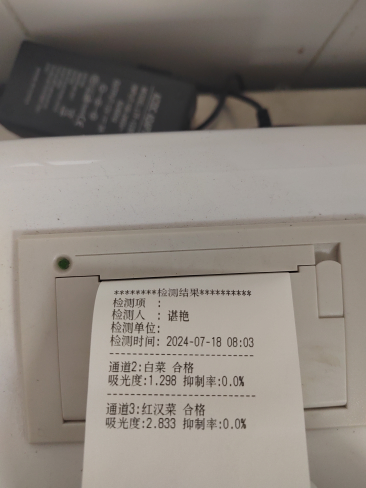 ********检测结果**********
检测项  :
检测人  : 谌艳
检测单位:
检测时间: 2024-07-18 08:03
--------------------------
通道2:白菜 合格
吸光度:1.298 抑制率:0.0%
--------------------------
通道3:红汉菜 合格
吸光度:2.833 抑制率:0.0%